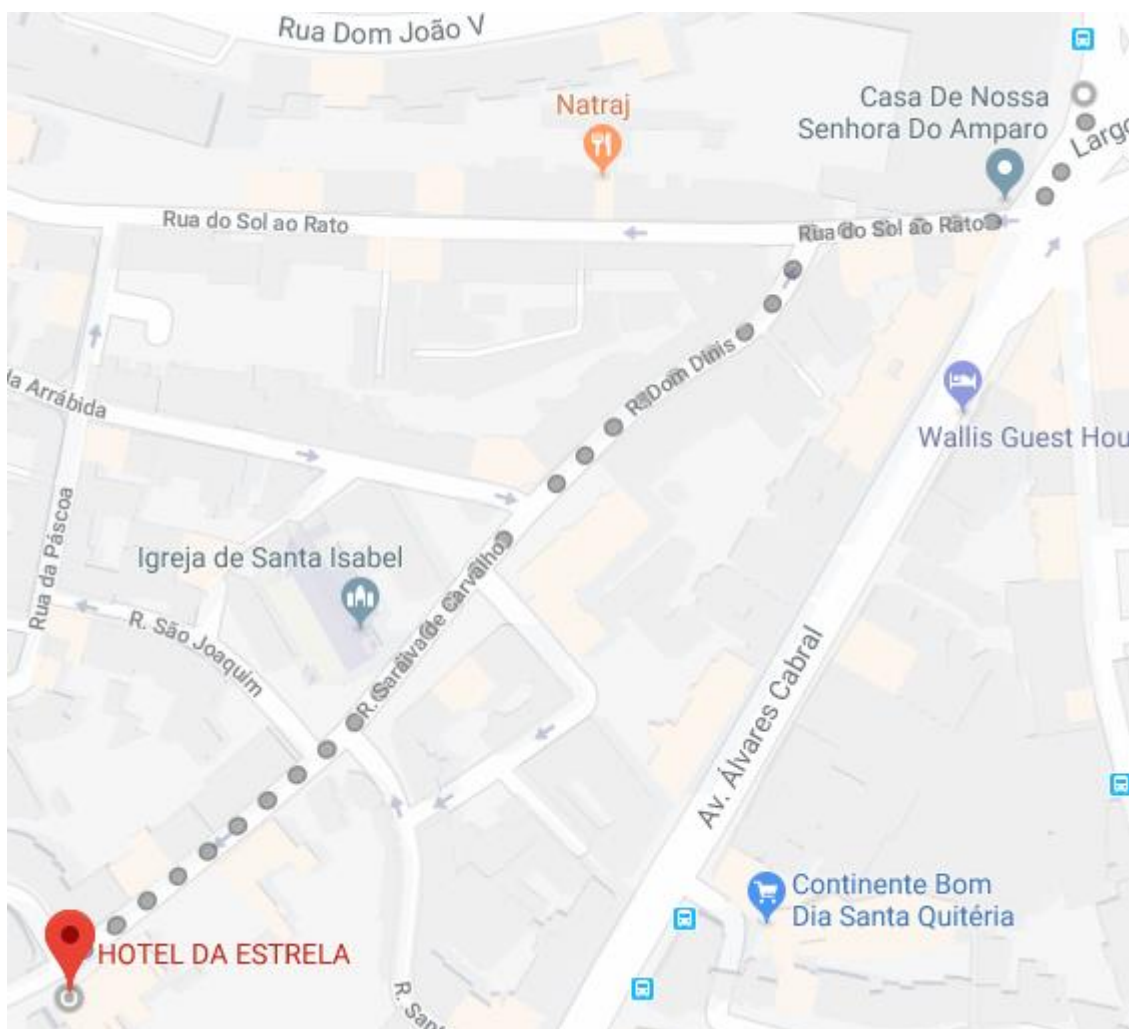 Rua Dom João V
Natraj
Casa De Nossa
Senhora Do Amparo
Largo
Rua do Sol ao Rato
Rua do Sol ao Rato
R. Dom Dinis
da Arrábida
Wallis Guest Hou
Rua da Páscoa
Igreja de Santa Isabel
R. Saraiva de Carvalho
R. São Joaquim
Av. Álvares Cabral
Continente Bom
Dia Santa Quitéria
HOTEL DA ESTRELA
R. Sant